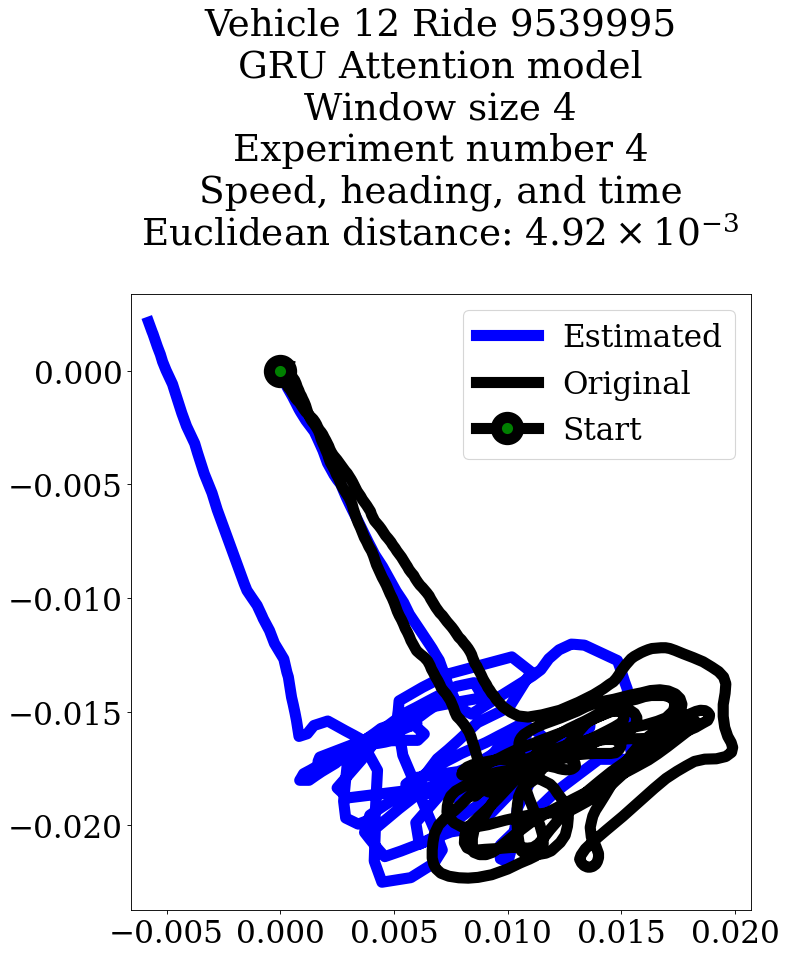 Vehicle 12 Ride 9539995
GRU Attention model
Window size 4
Experiment number 4
Speed, heading, and time
Euclidean distance: 4.92 × 10⁻³
Estimated
Original
Start
0.000
−0.005
−0.010
−0.015
−0.020
−0.005 0.000 0.005 0.010 0.015 0.020